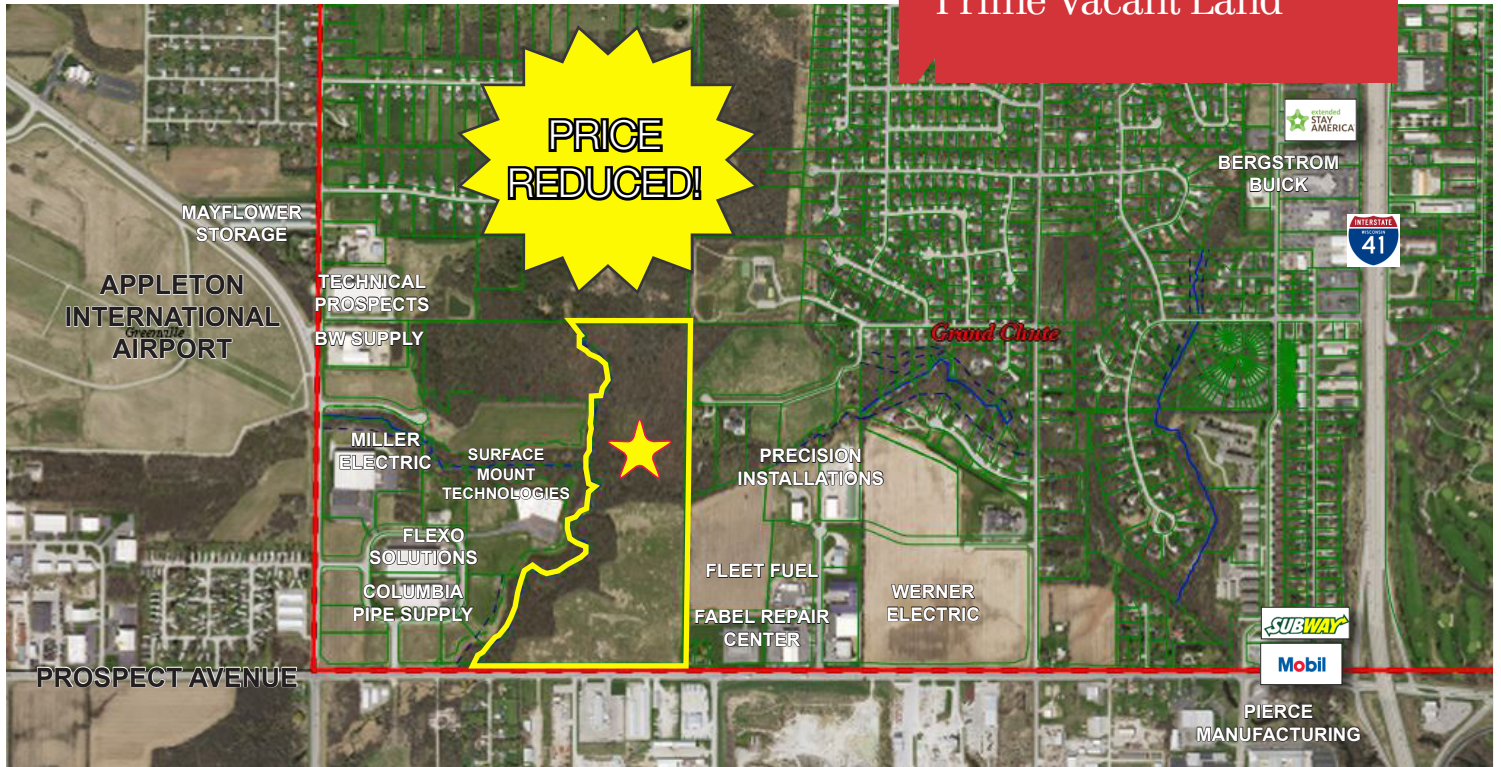 Prime Vacant Land
PRICE
REDUCED!
extended
STAY
AMERICA
BERGSTROM
BUICK
INTERSTATE
WISCONSIN
41
MAYFLOWER
STORAGE
APPLETON
INTERNATIONAL
Greenville
AIRPORT
TECHNICAL
PROSPECTS
BW SUPPLY
Grand Chute
MILLER
ELECTRIC
SURFACE
MOUNT
TECHNOLOGIES
PRECISION
INSTALLATIONS
FLEXO
SOLUTIONS
COLUMBIA
PIPE SUPPLY
FLEET FUEL
FABEL REPAIR
CENTER
WERNER
ELECTRIC
SUBWAY
Mobil
PROSPECT AVENUE
PIERCE
MANUFACTURING